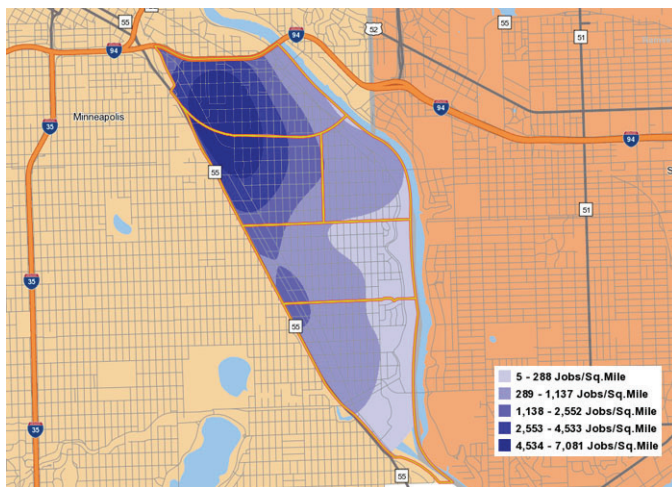 55
55
52
51
94
94
94
94
35
Minneapolis
55
51
35
55
35
55
5 - 288 Jobs/Sq.Mile
289 - 1,137 Jobs/Sq.Mile
1,138 - 2,552 Jobs/Sq.Mile
2,553 - 4,533 Jobs/Sq.Mile
4,534 - 7,081 Jobs/Sq.Mile